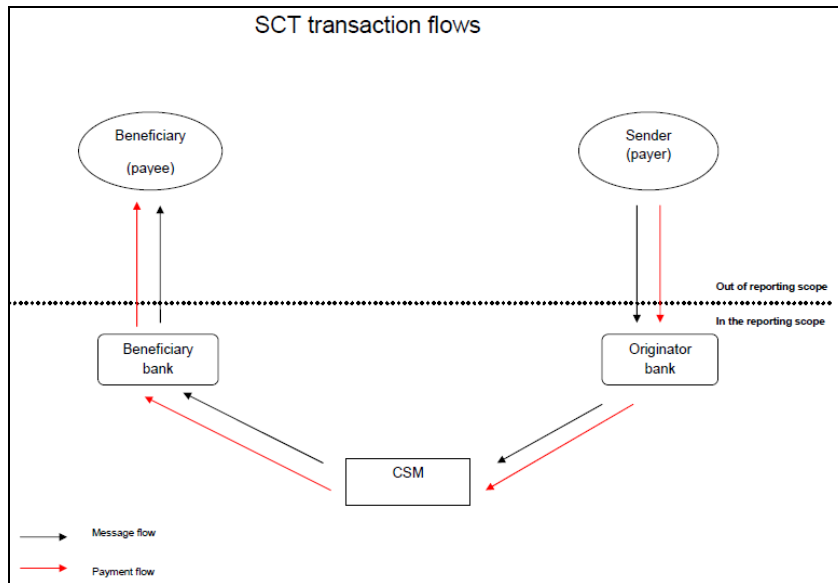 SCT transaction flows
Beneficiary
(payee)
Sender
(payer)
Out of reporting scope
In the reporting scope
Beneficiary
bank
Originator
bank
CSM
Message flow
Payment flow